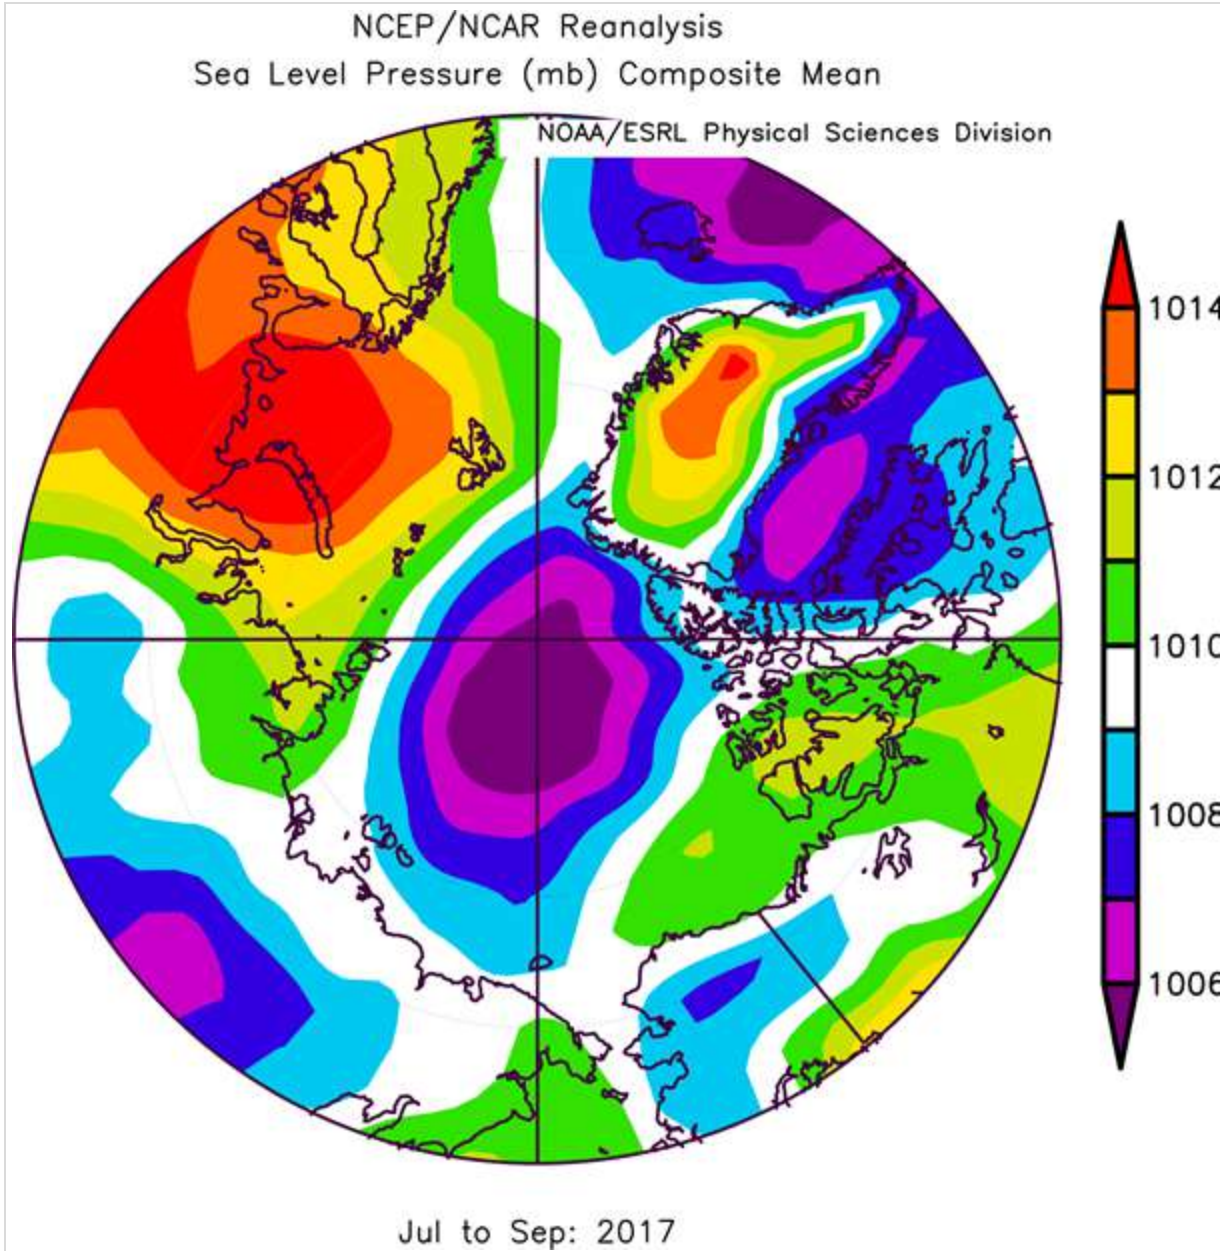 NCEP/NCAR Reanalysis
Sea Level Pressure (mb) Composite Mean
NOAA/ESRL Physical Sciences Division
1014
1012
1010
1008
1006
Jul to Sep: 2017